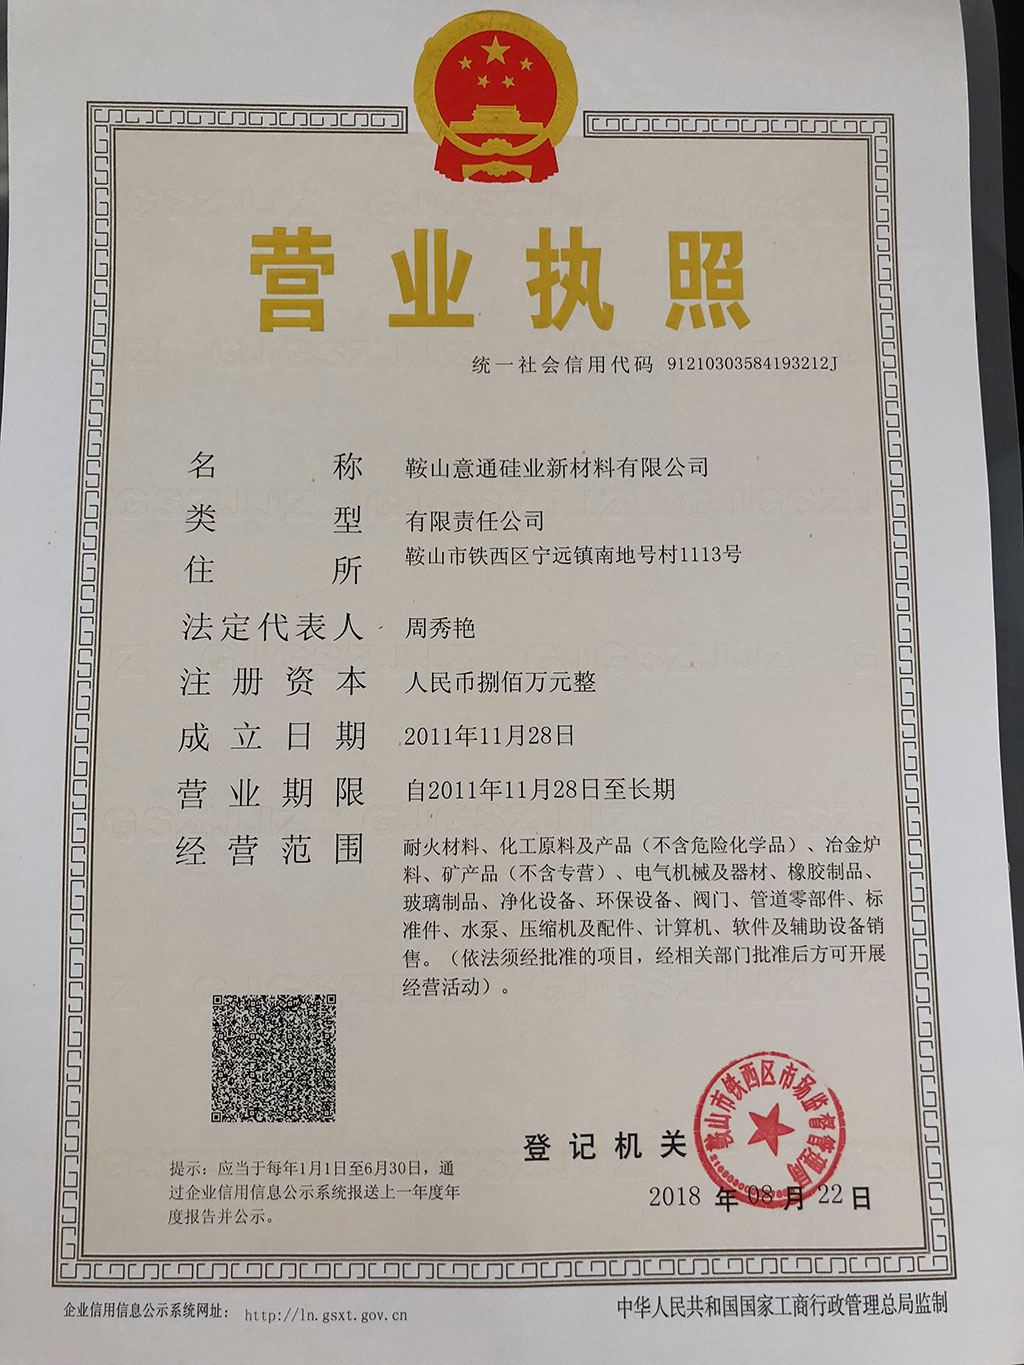 营业执照
统一社会信用代码 91210303584193212J
名称 鞍山意通硅业新材料有限公司
类型 有限责任公司
住所 鞍山市铁西区宁远镇南地号村1113号
法定代表人 周秀艳
注册资本 人民币捌佰万元整
成立日期 2011年11月28日
营业期限 自2011年11月28日至长期
经营范围 耐火材料、化工原料及产品（不含危险化学品）、冶金炉
料、矿产品（不含专营）、电气机械及器材、橡胶制品、
玻璃制品、净化设备、环保设备、阀门、管道零部件、标
准件、水泵、压缩机及配件、计算机、软件及辅助设备销
售。（依法须经批准的项目，经相关部门批准后方可开展
经营活动）。
鞍山市铁西区市场监督管理局
登记机关
2018年08月22日
提示：应当于每年1月1日至6月30日，通
过企业信用信息公示系统报送上一年度年
度报告并公示。
企业信用信息公示系统网址： http://ln.gsxt.gov.cn
中华人民共和国国家工商行政管理总局监制